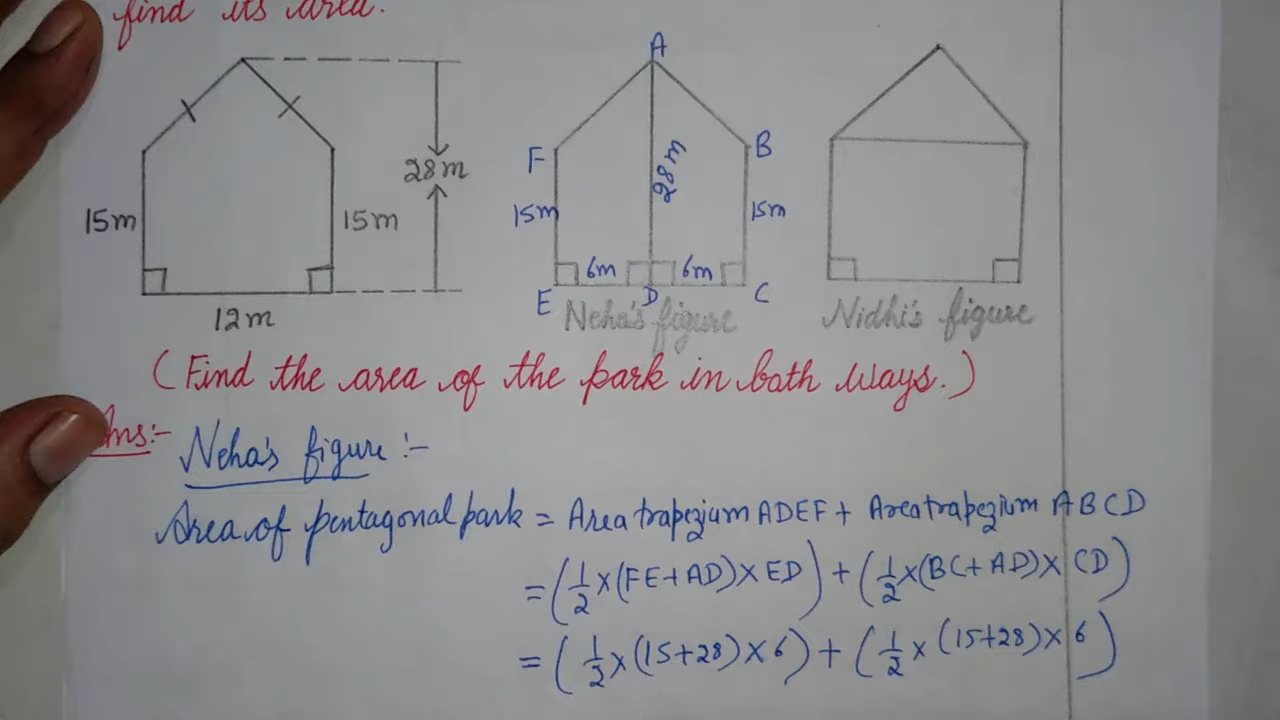 find its area.
A
28m
F
B
28m
15m
15m
15m
15m
6m
6m
E
D
C
12m
Neha's figure
Nidhi's figure
(Find the area of the park in both ways.)
Ans:-
Neha's figure :-
Area of pentagonal park = Area trapezium ADEF + Area trapezium ABCD
= (1/2 × (FE+AD) × ED) + (1/2 × (BC+AD) × CD)
= (1/2 × (15+28) × 6) + (1/2 × (15+28) × 6)